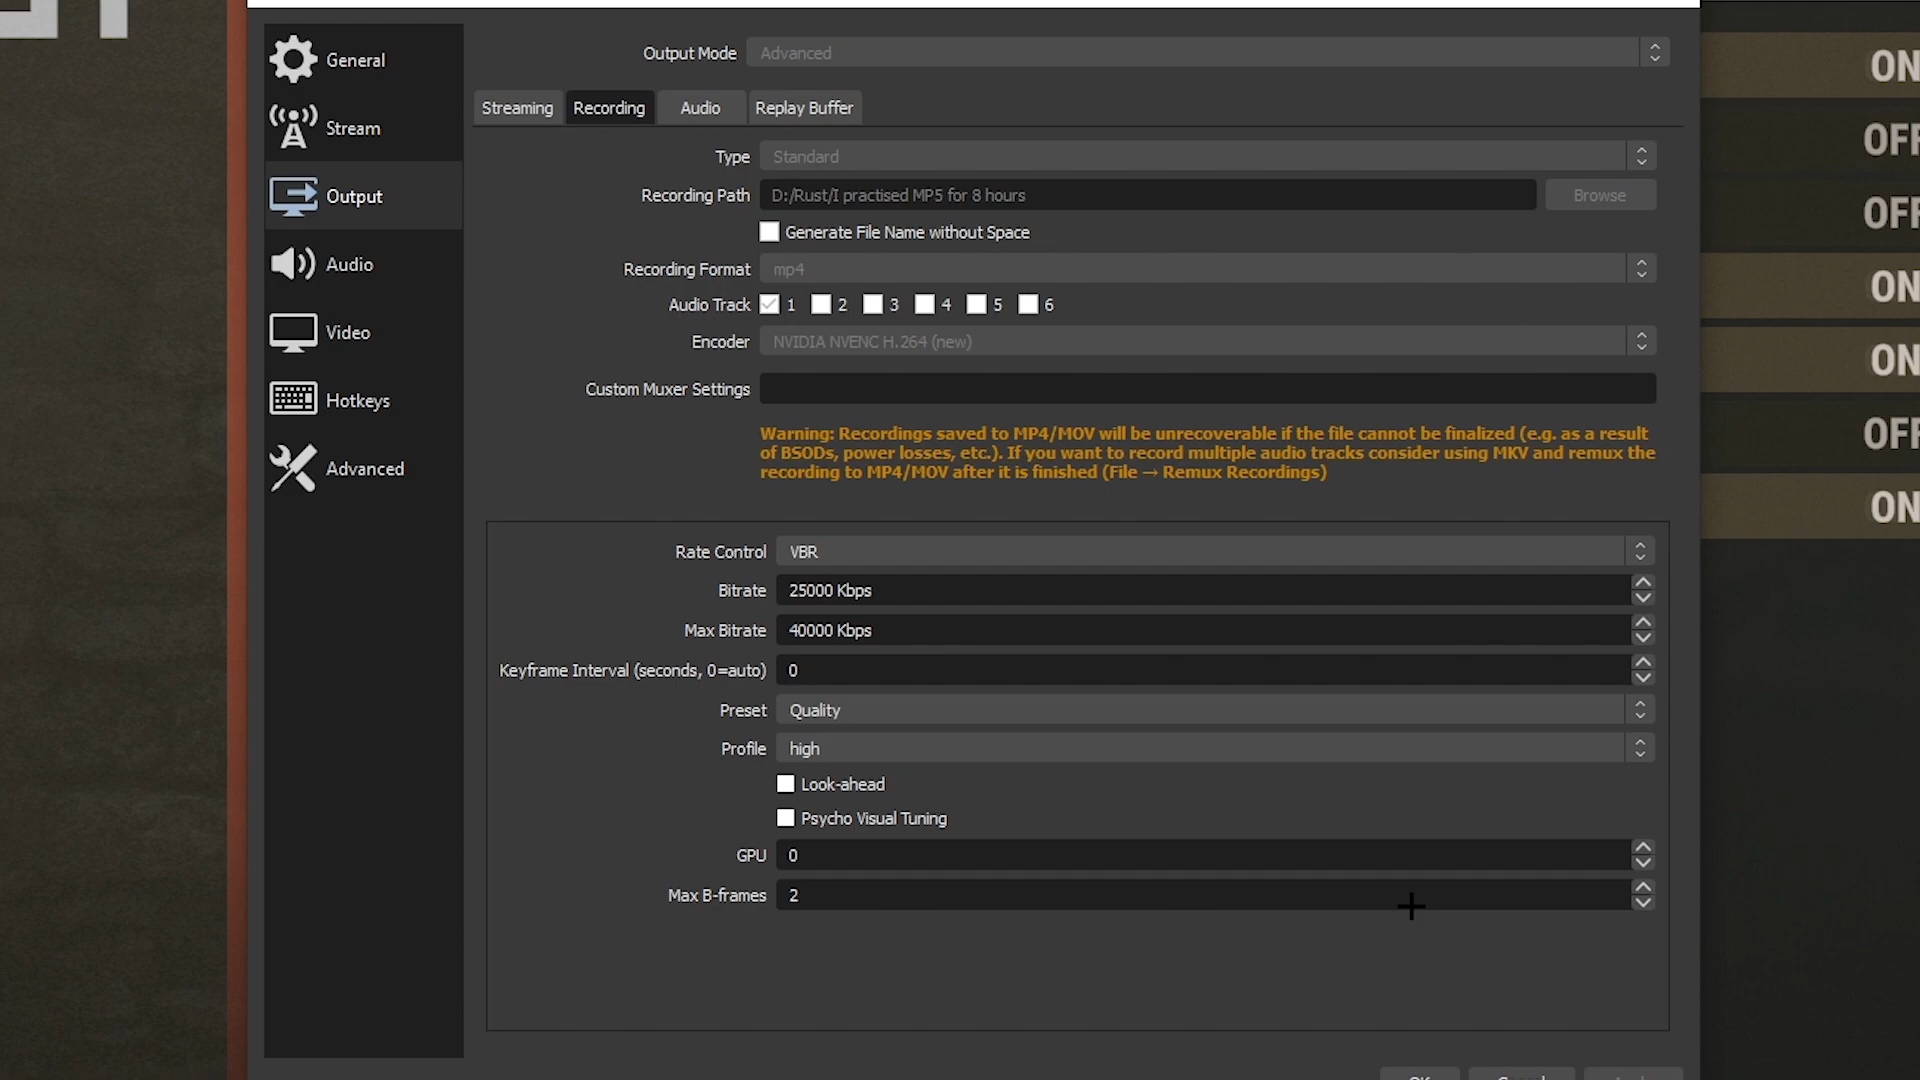 General
Stream
Output
Audio
Video
Hotkeys
Advanced
Output Mode Advanced
Streaming Recording Audio Replay Buffer
Type Standard
Recording Path D:/Rust/I practised MP5 for 8 hours Browse
Generate File Name without Space
Recording Format mp4
Audio Track 1 2 3 4 5 6
Encoder NVIDIA NVENC H.264 (new)
Custom Muxer Settings
Warning: Recordings saved to MP4/MOV will be unrecoverable if the file cannot be finalized (e.g. as a result
of BSODs, power losses, etc.). If you want to record multiple audio tracks consider using MKV and remux the
recording to MP4/MOV after it is finished (File → Remux Recordings)
Rate Control VBR
Bitrate 25000 Kbps
Max Bitrate 40000 Kbps
Keyframe Interval (seconds, 0=auto) 0
Preset Quality
Profile high
Look-ahead
Psycho Visual Tuning
GPU 0
Max B-frames 2
ON
OFF
OFF
ON
ON
OFF
ON